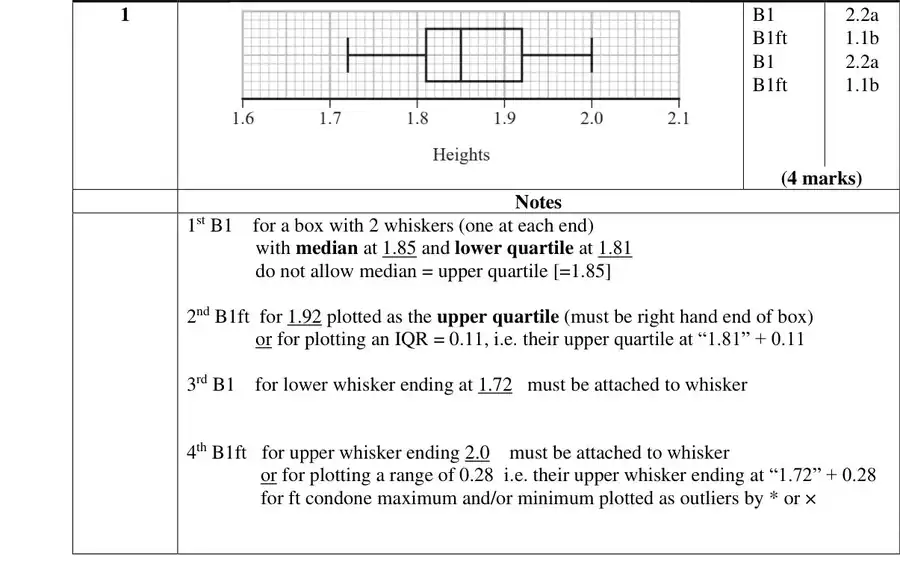 1
B1 2.2a
B1ft 1.1b
B1 2.2a
B1ft 1.1b
1.6 1.7 1.8 1.9 2.0 2.1
Heights
(4 marks)
Notes
1st B1 for a box with 2 whiskers (one at each end)
with median at 1.85 and lower quartile at 1.81
do not allow median = upper quartile [=1.85]
2nd B1ft for 1.92 plotted as the upper quartile (must be right hand end of box)
or for plotting an IQR = 0.11, i.e. their upper quartile at “1.81” + 0.11
3rd B1 for lower whisker ending at 1.72 must be attached to whisker
4th B1ft for upper whisker ending 2.0 must be attached to whisker
or for plotting a range of 0.28 i.e. their upper whisker ending at “1.72” + 0.28
for ft condone maximum and/or minimum plotted as outliers by * or ×